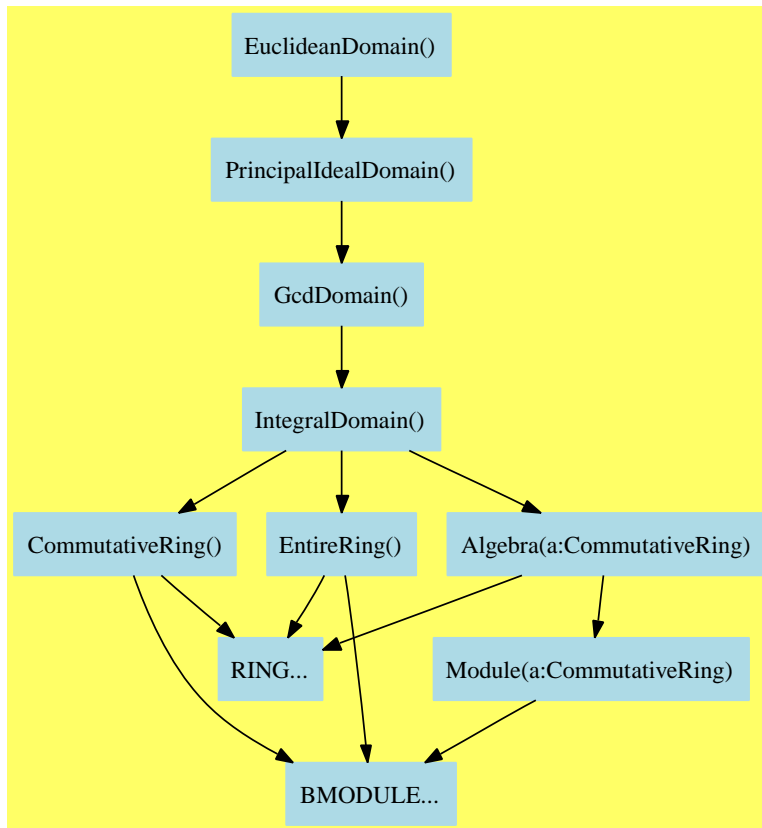 EuclideanDomain()
PrincipalIdealDomain()
GcdDomain()
IntegralDomain()
CommutativeRing()
EntireRing()
Algebra(a:CommutativeRing)
RING...
Module(a:CommutativeRing)
BMODULE...